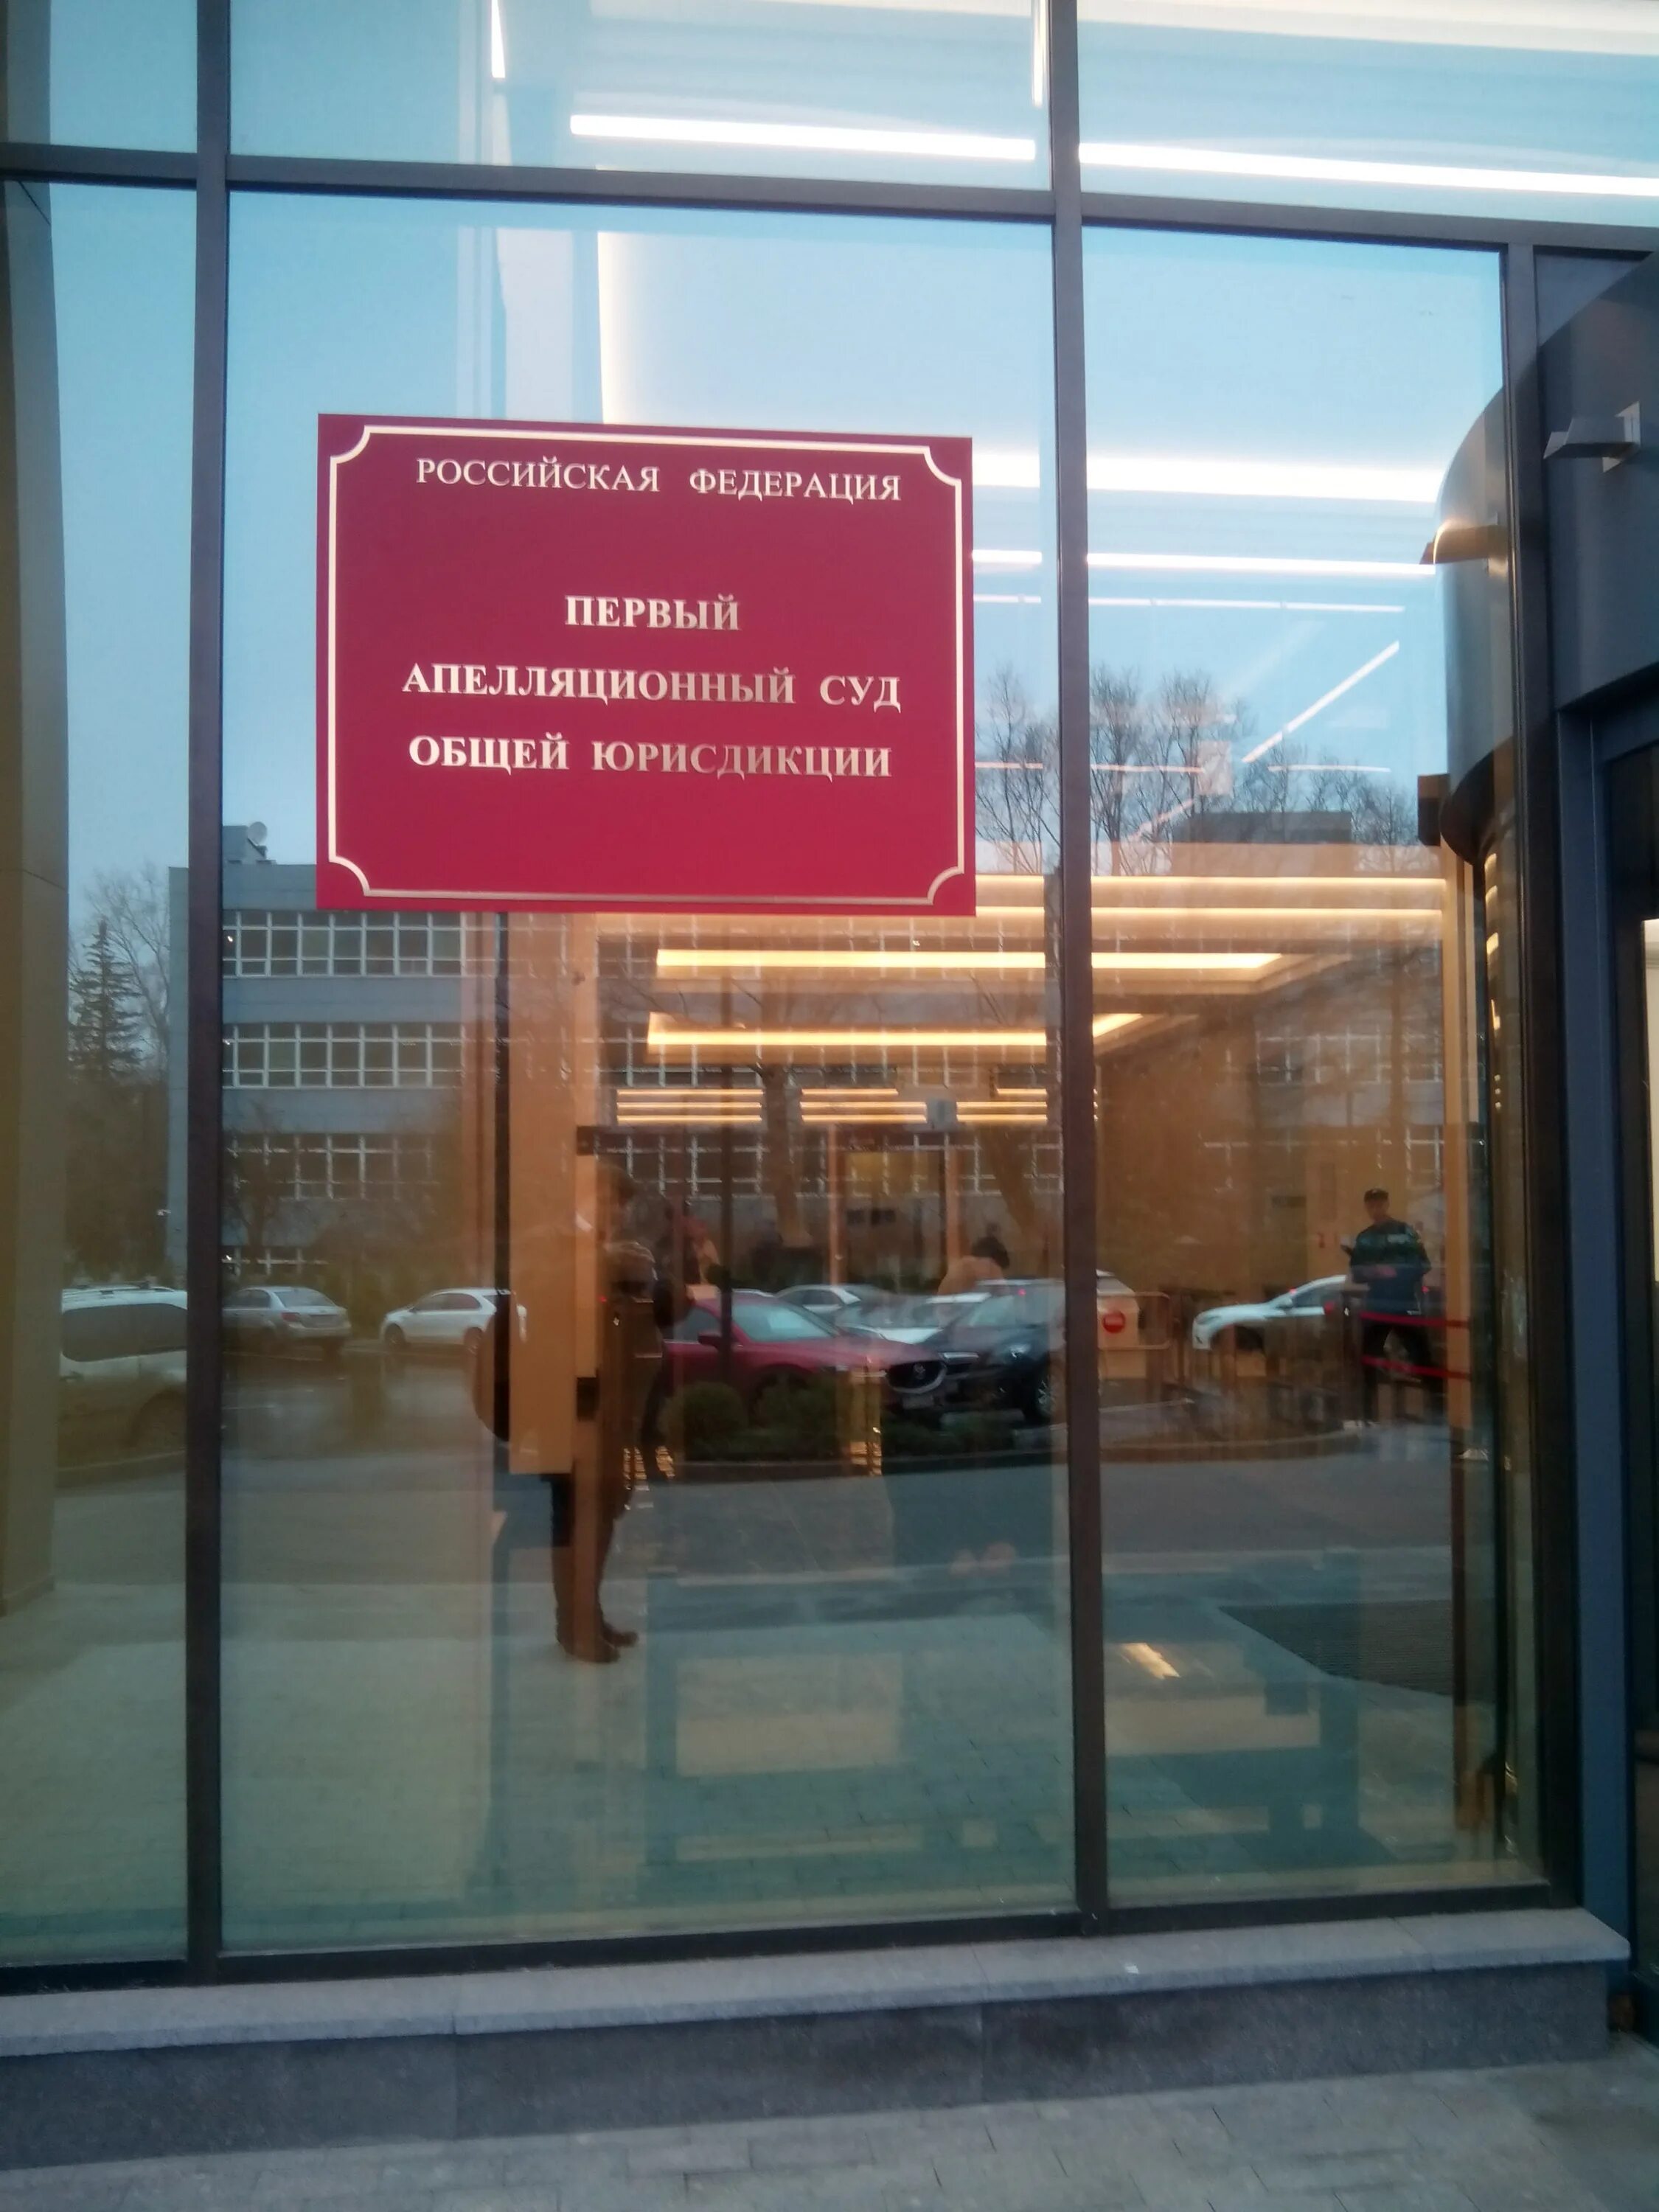 РОССИЙСКАЯ ФЕДЕРАЦИЯ
ПЕРВЫЙ
АПЕЛЛЯЦИОННЫЙ СУД
ОБЩЕЙ ЮРИСДИКЦИИ